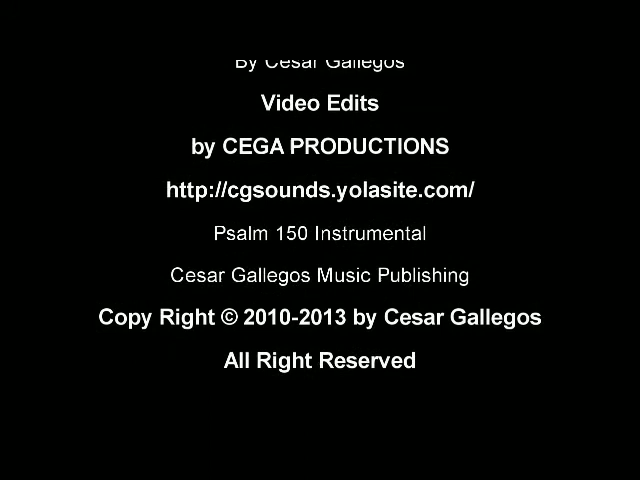 By Cesar Gallegos
Video Edits
by CEGA PRODUCTIONS
http://cgsounds.yolasite.com/
Psalm 150 Instrumental
Cesar Gallegos Music Publishing
Copy Right © 2010-2013 by Cesar Gallegos
All Right Reserved